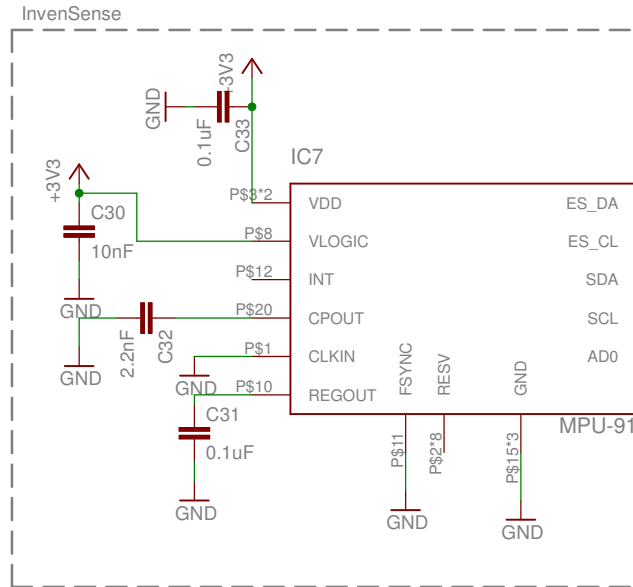 InvenSense
+3V3
GND
0.1uF
C33
IC7
+3V3
C30
10nF
GND
P$3*2
VDD
ES_DA
P$8
VLOGIC
ES_CL
P$12
INT
SDA
P$20
CPOUT
SCL
2.2nF
C32
GND
P$1
CLKIN
AD0
GND
P$10
REGOUT
FSYNC
RESV
GND
C31
0.1uF
GND
MPU-91
P$11
P$2*8
P$15*3
GND
GND